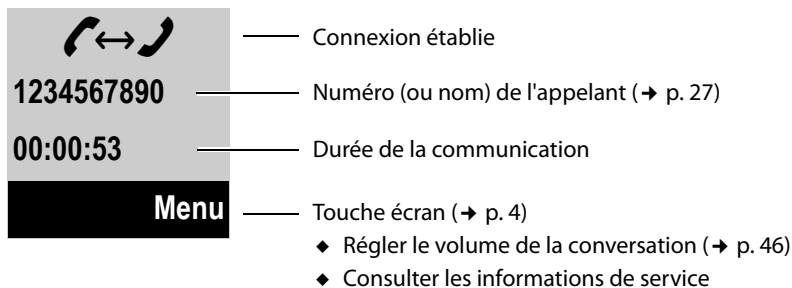 Connexion établie
1234567890 Numéro (ou nom) de l'appelant (➔ p. 27)
00:00:53 Durée de la communication
Menu Touche écran (➔ p. 4)
◆ Régler le volume de la conversation (➔ p. 46)
◆ Consulter les informations de service